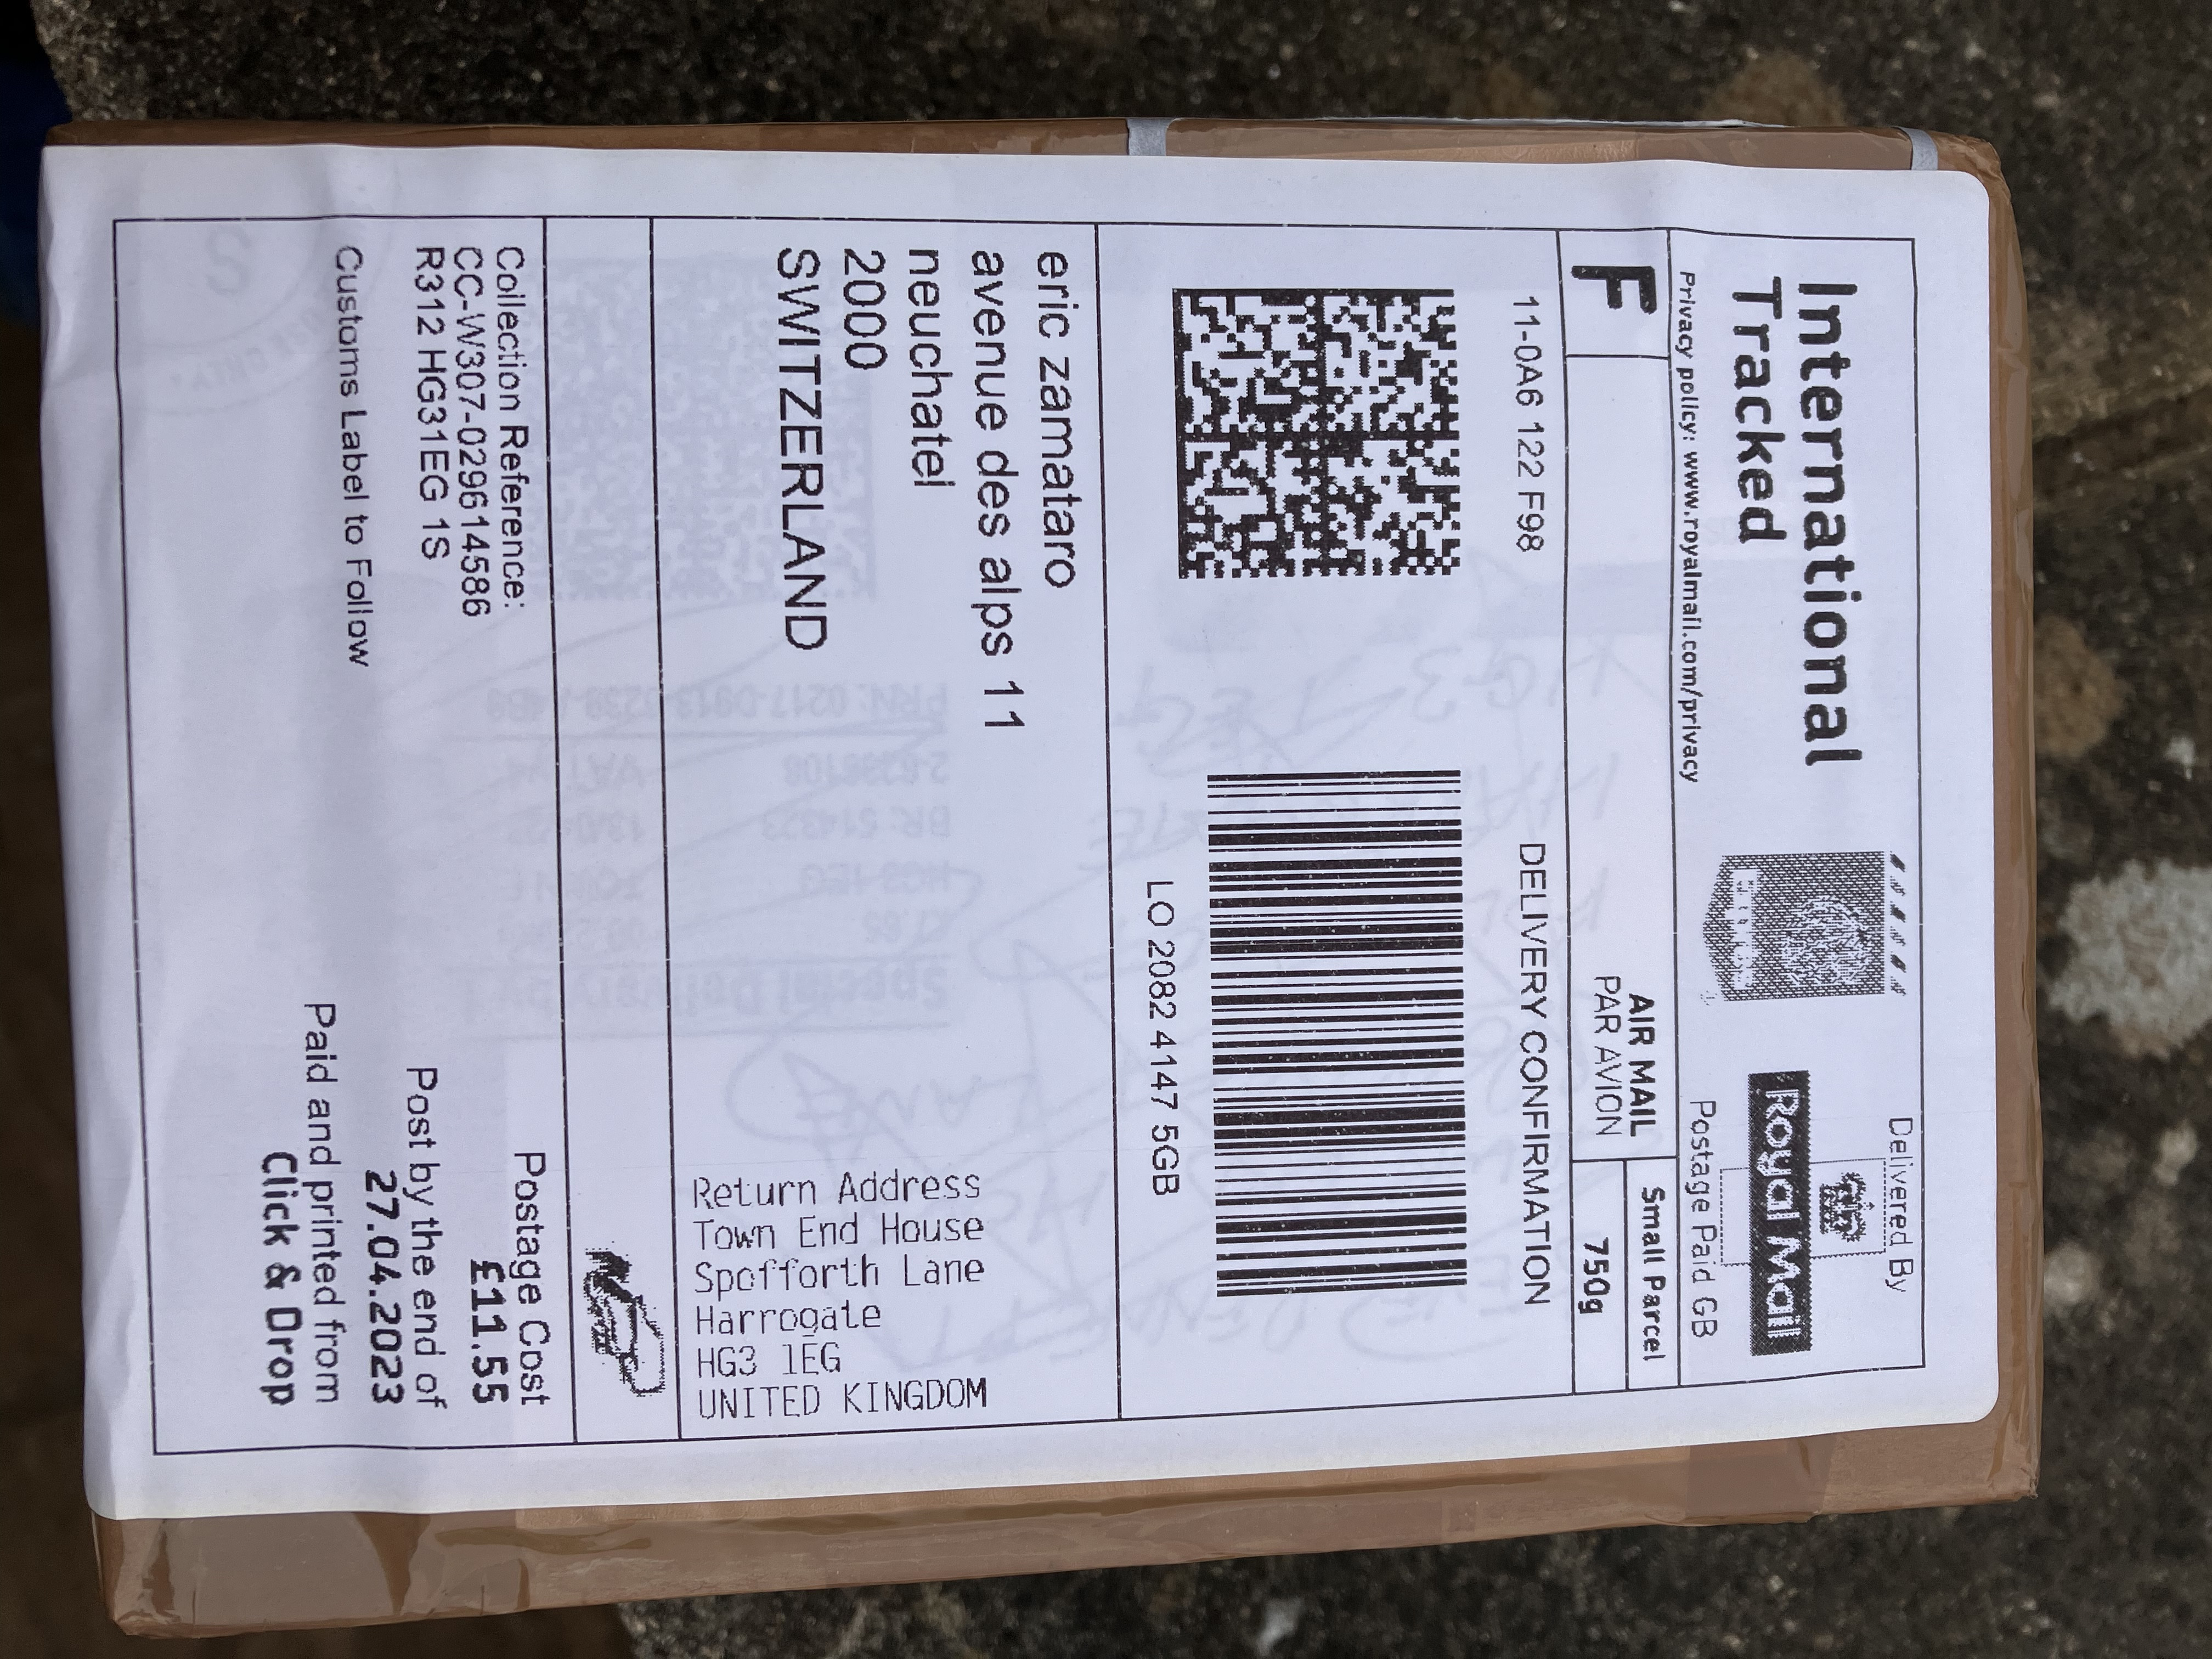 International
Tracked
Delivered By
Royal Mail
Postage Paid GB
Privacy policy: www.royalmail.com/privacy
F
AIR MAIL
PAR AVION
Small Parcel
750g
11-0A6 122 F98
DELIVERY CONFIRMATION
LO 2082 4147 5GB
eric zamataro
avenue des alps 11
neuchatel
2000
SWITZERLAND
Return Address
Town End House
Spofforth Lane
Harrogate
HG3 1EG
UNITED KINGDOM
Collection Reference:
CC-W307-029614586
R312 HG31EG 1S
Customs Label to Follow
Postage Cost
£11.55
Post by the end of
27.04.2023
Paid and printed from
Click & Drop